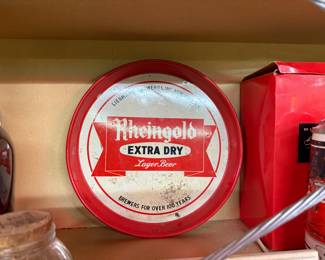 Rheingold
EXTRA DRY
Lager Beer
BREWERS FOR OVER 100 YEARS